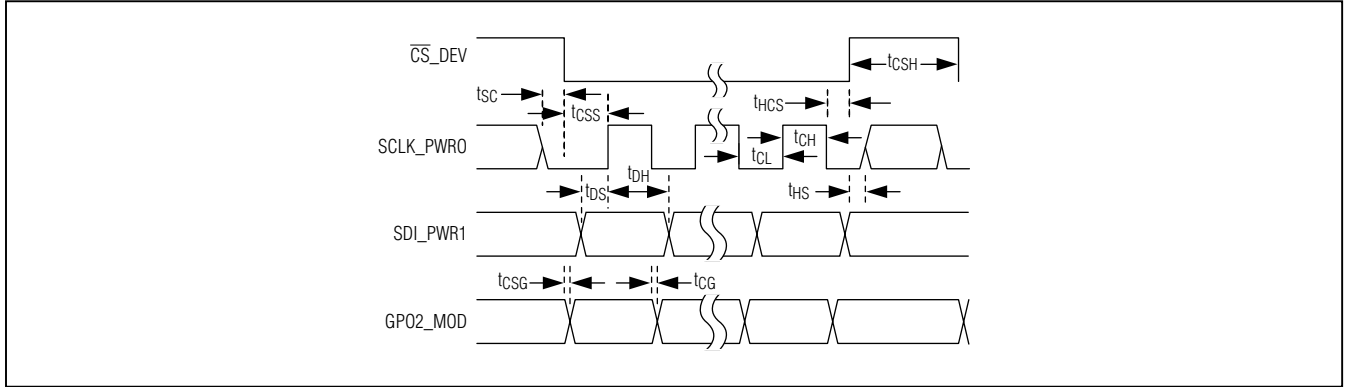 CS_DEV
tCSH
tSC
tCSS
tHCS
SCLK_PWR0
tCH
tCL
tDS
tDH
tHS
SDI_PWR1
tCSG
tCG
GPO2_MOD